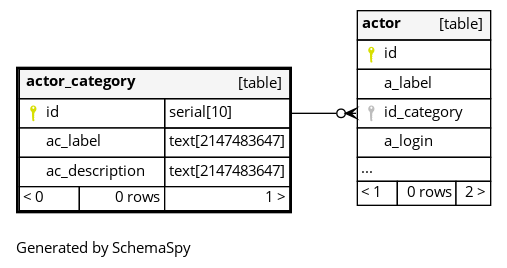 actor_category [table]
id serial[10]
ac_label text[2147483647]
ac_description text[2147483647]
< 0 0 rows 1 >
actor [table]
id
a_label
id_category
a_login
...
< 1 0 rows 2 >
Generated by SchemaSpy